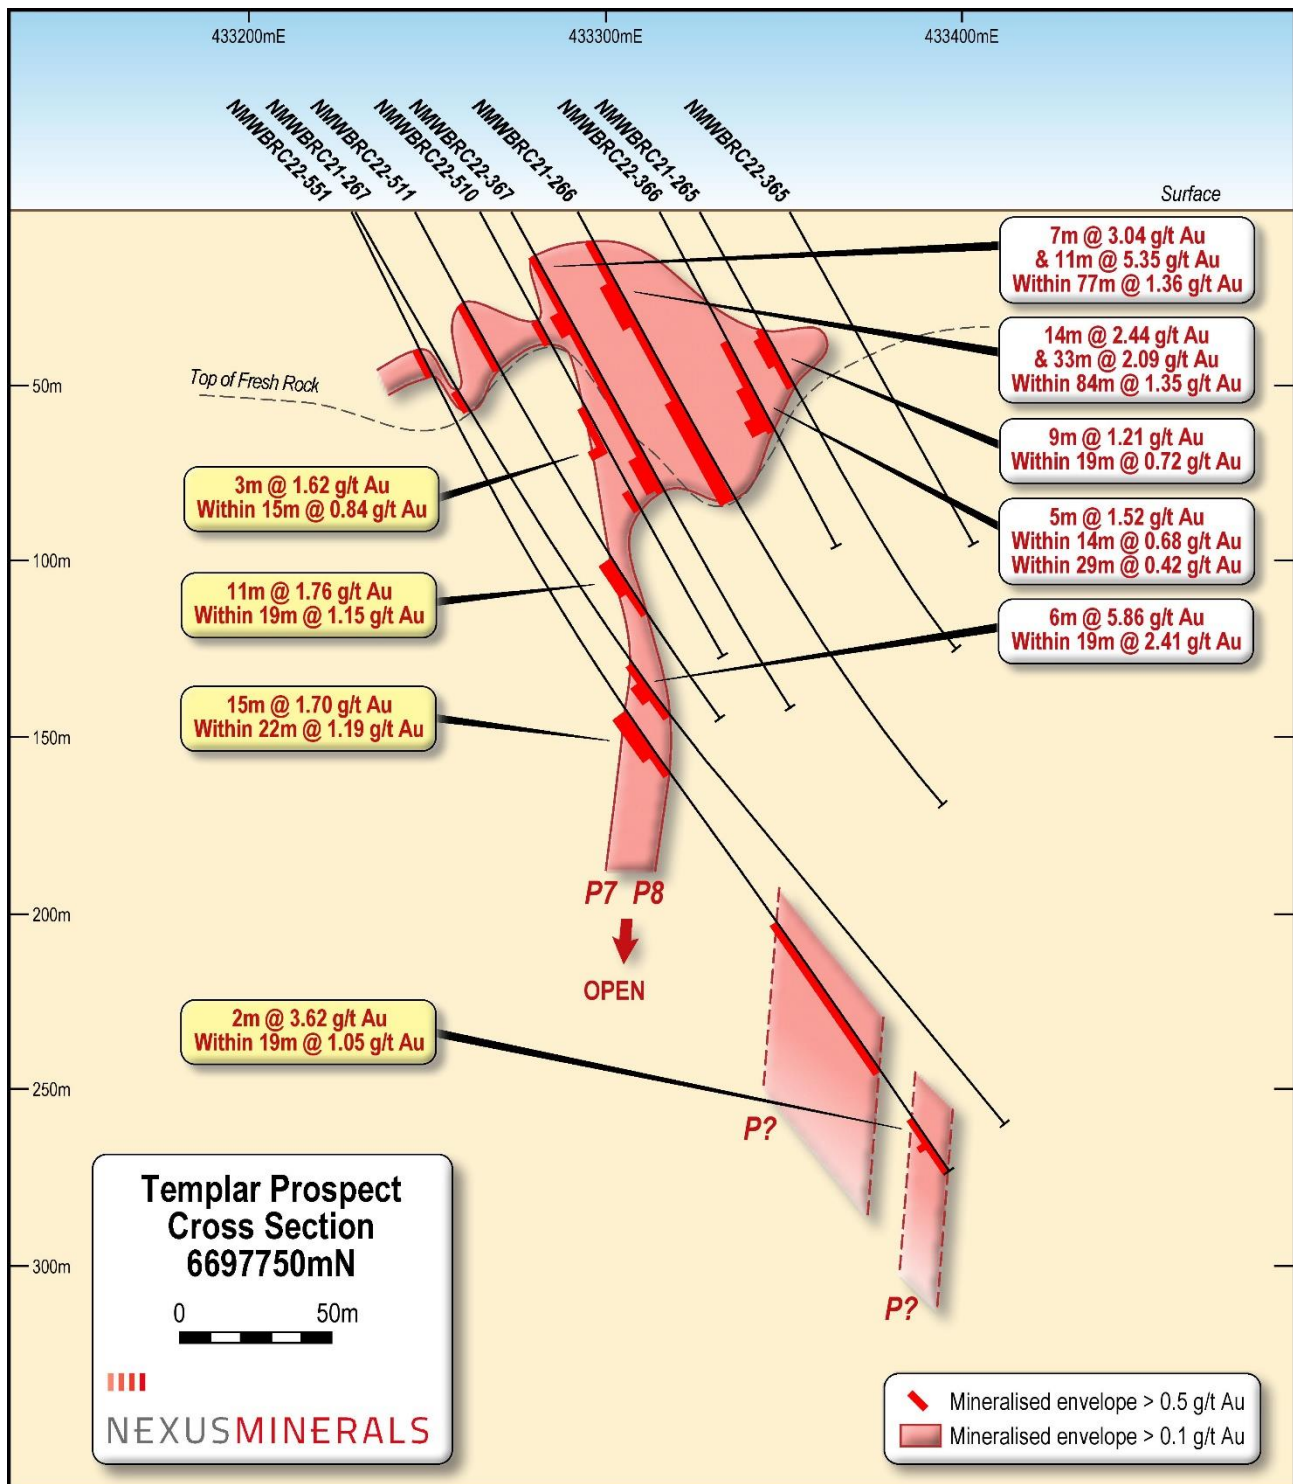 433200mE
433300mE
433400mE
NMWBRC22-551
NMWBRC21-267
NMWBRC22-511
NMWBRC22-510
NMWBRC22-367
NMWBRC21-266
NMWBRC22-366
NMWBRC21-265
NMWBRC22-365
Surface
7m @ 3.04 g/t Au
& 11m @ 5.35 g/t Au
Within 77m @ 1.36 g/t Au
14m @ 2.44 g/t Au
& 33m @ 2.09 g/t Au
Within 84m @ 1.35 g/t Au
50m
Top of Fresh Rock
9m @ 1.21 g/t Au
Within 19m @ 0.72 g/t Au
3m @ 1.62 g/t Au
Within 15m @ 0.84 g/t Au
5m @ 1.52 g/t Au
Within 14m @ 0.68 g/t Au
Within 29m @ 0.42 g/t Au
100m
11m @ 1.76 g/t Au
Within 19m @ 1.15 g/t Au
6m @ 5.86 g/t Au
Within 19m @ 2.41 g/t Au
15m @ 1.70 g/t Au
Within 22m @ 1.19 g/t Au
150m
P7 P8
200m
OPEN
2m @ 3.62 g/t Au
Within 19m @ 1.05 g/t Au
250m
P?
300m
P?
Templar Prospect
Cross Section
6697750mN
0 50m
NEXUSMINERALS
Mineralised envelope > 0.5 g/t Au
Mineralised envelope > 0.1 g/t Au